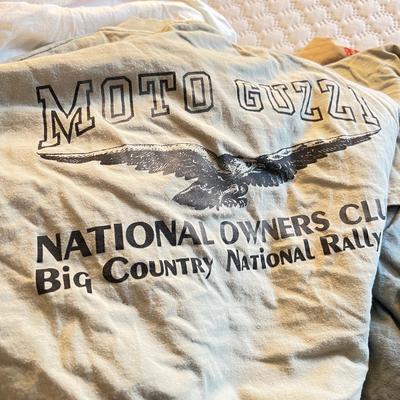 MOTO GUZZI
NATIONAL OWNERS CLU
Big Country National Rally